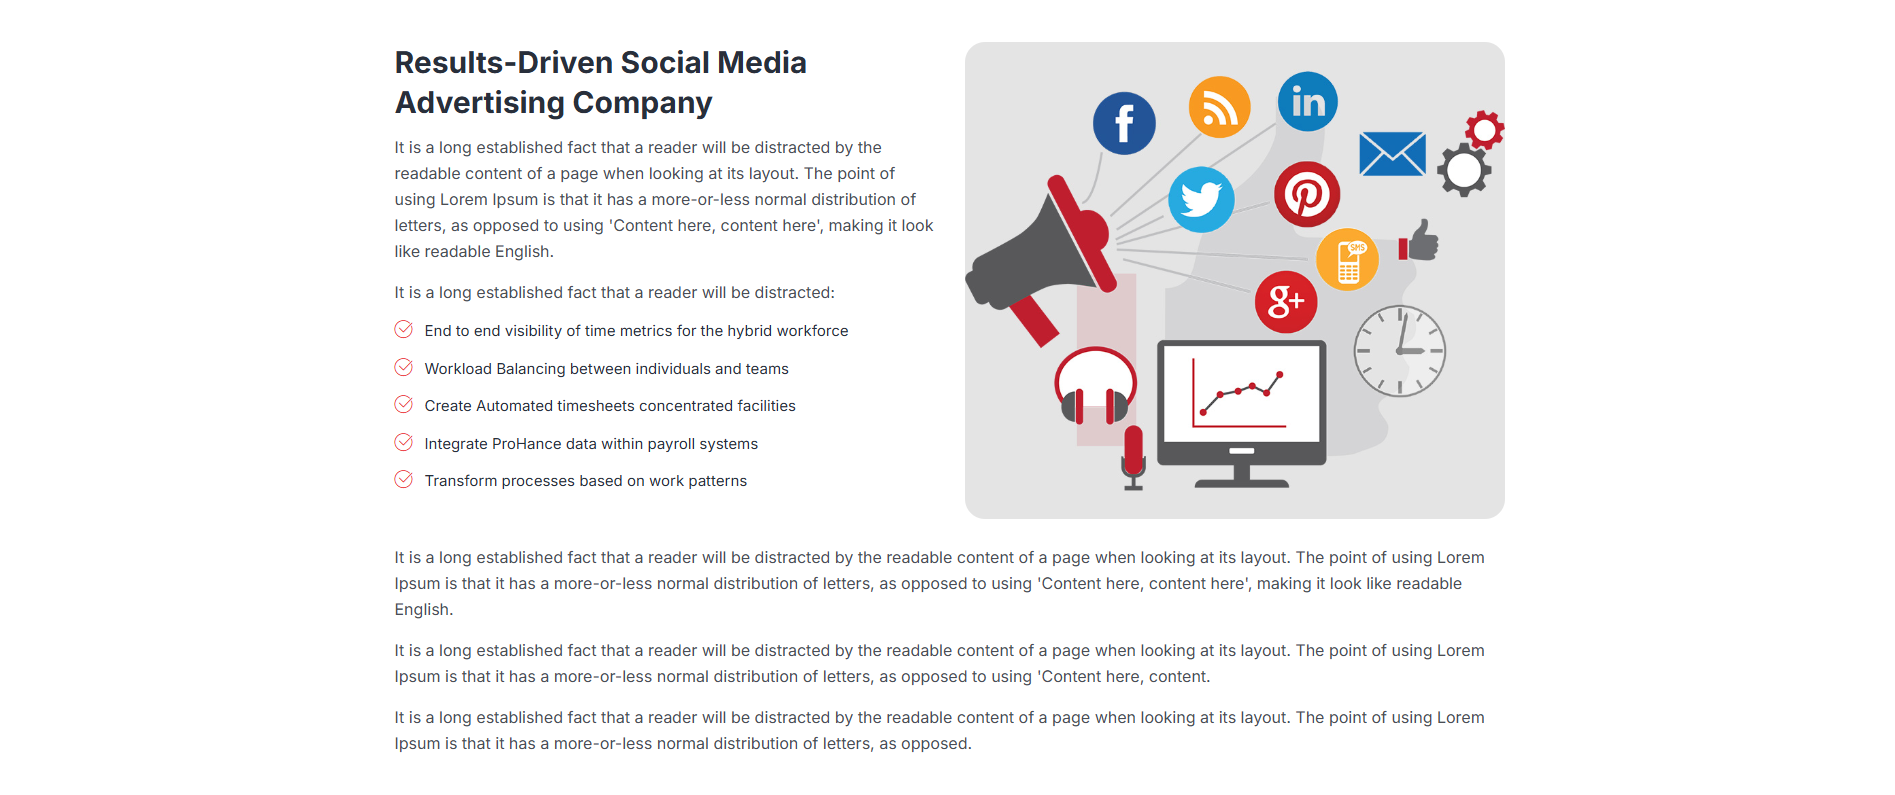 Results-Driven Social Media
Advertising Company
It is a long established fact that a reader will be distracted by the
readable content of a page when looking at its layout. The point of
using Lorem Ipsum is that it has a more-or-less normal distribution of
letters, as opposed to using 'Content here, content here', making it look
like readable English.
It is a long established fact that a reader will be distracted:
End to end visibility of time metrics for the hybrid workforce
Workload Balancing between individuals and teams
Create Automated timesheets concentrated facilities
Integrate ProHance data within payroll systems
Transform processes based on work patterns
f
in
SMS
g+
It is a long established fact that a reader will be distracted by the readable content of a page when looking at its layout. The point of using Lorem
Ipsum is that it has a more-or-less normal distribution of letters, as opposed to using 'Content here, content here', making it look like readable
English.
It is a long established fact that a reader will be distracted by the readable content of a page when looking at its layout. The point of using Lorem
Ipsum is that it has a more-or-less normal distribution of letters, as opposed to using 'Content here, content.
It is a long established fact that a reader will be distracted by the readable content of a page when looking at its layout. The point of using Lorem
Ipsum is that it has a more-or-less normal distribution of letters, as opposed.